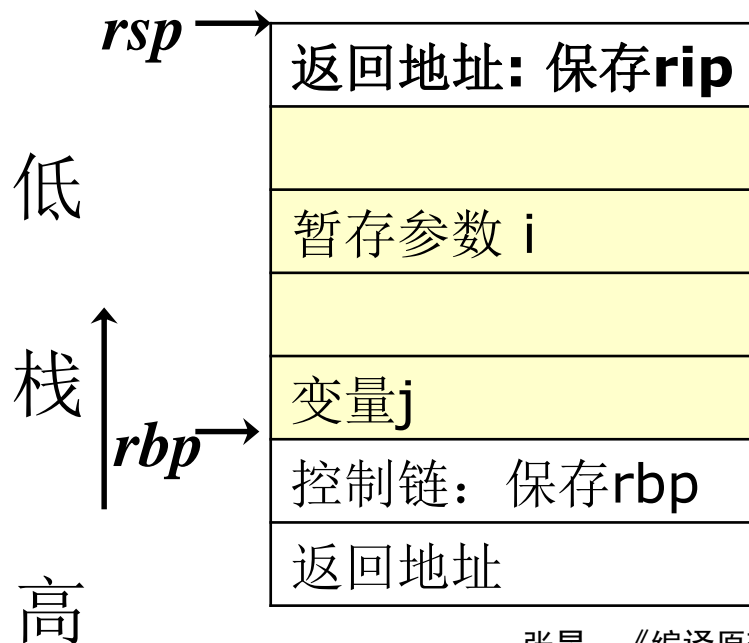 rsp
返回地址: 保存rip
低
暂存参数 i
栈
变量j
rbp
控制链：保存rbp
返回地址
高